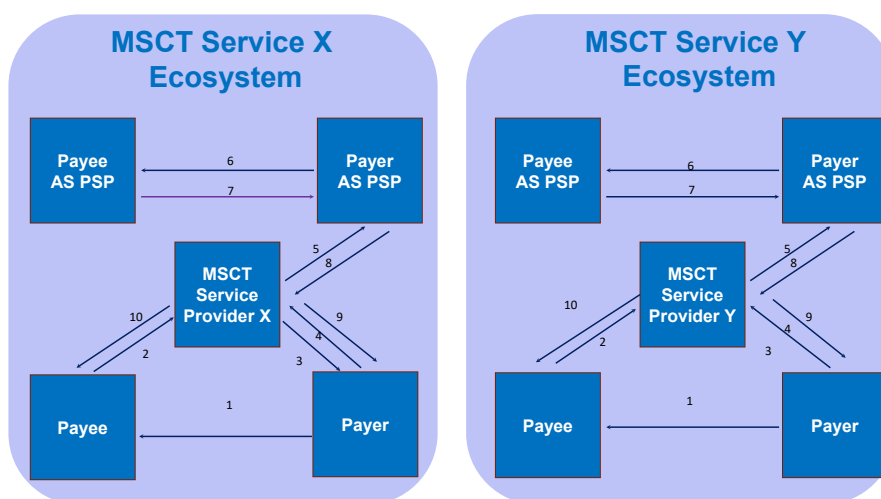 MSCT Service X
Ecosystem
Payee
AS PSP
6
7
Payer
AS PSP
5
8
MSCT
Service
Provider X
10
2
9
4
3
Payee
1
Payer
MSCT Service Y
Ecosystem
Payee
AS PSP
6
7
Payer
AS PSP
5
8
MSCT
Service
Provider Y
10
2
9
4
3
Payee
1
Payer